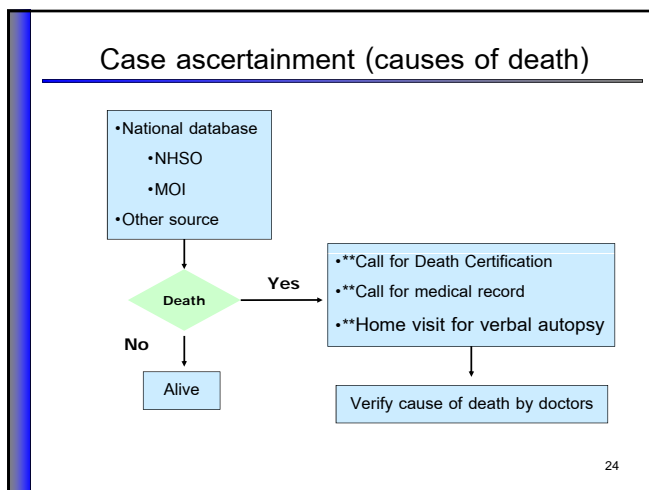 Case ascertainment (causes of death)
•National database
•NHSO
•MOI
•Other source
Death
Yes
No
Alive
•**Call for Death Certification
•**Call for medical record
•**Home visit for verbal autopsy
Verify cause of death by doctors
24